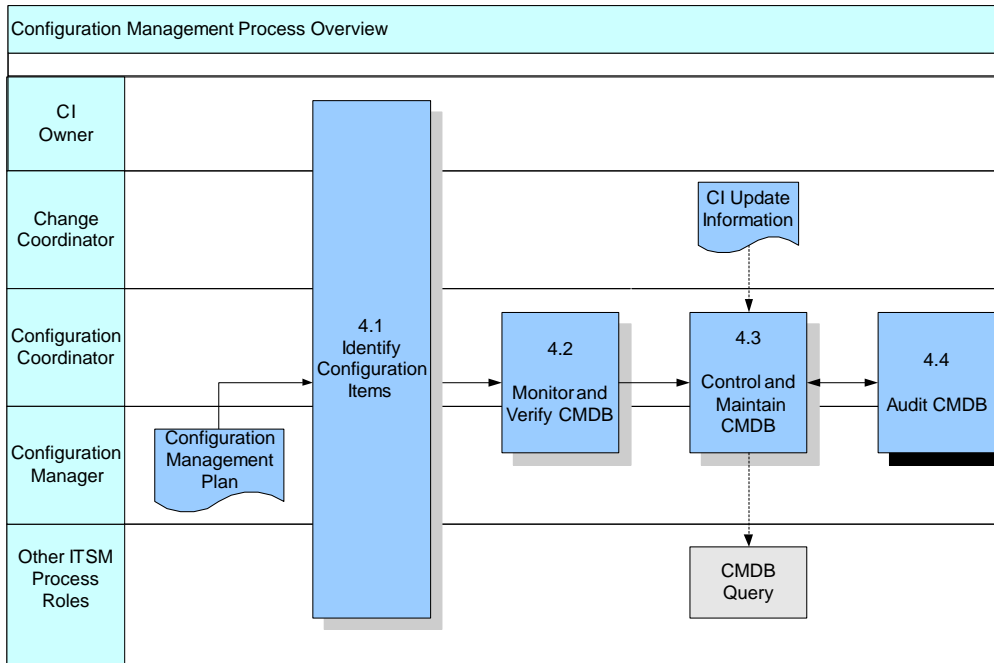 Configuration Management Process Overview
CI
Owner
Change
Coordinator
CI Update
Information
Configuration
Coordinator
4.1
Identify
Configuration
Items
4.2
Monitor and
Verify CMDB
4.3
Control and
Maintain
CMDB
4.4
Audit CMDB
Configuration
Manager
Configuration
Management
Plan
Other ITSM
Process
Roles
CMDB
Query